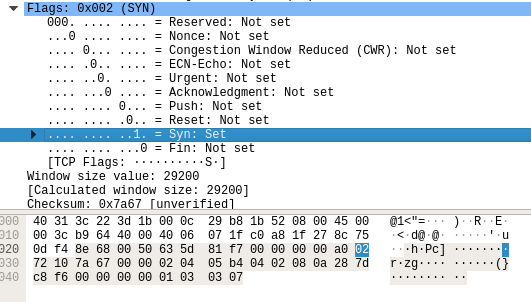 Flags: 0x002 (SYN)
000. .... .... = Reserved: Not set
...0 .... .... = Nonce: Not set
.... 0... .... = Congestion Window Reduced (CWR): Not set
.... .0.. .... = ECN-Echo: Not set
.... ..0. .... = Urgent: Not set
.... ...0 .... = Acknowledgment: Not set
.... .... 0... = Push: Not set
.... .... .0.. = Reset: Not set
.... .... ..1. = Syn: Set
.... .... ...0 = Fin: Not set
[TCP Flags: ··········S·]
Window size value: 29200
[Calculated window size: 29200]
Checksum: 0x7a67 [unverified]
000 40 31 3c 22 3d 1b 00 0c 29 b8 1b 52 08 00 45 00 @1<"=··· )··R··E·
010 00 3c b9 64 40 00 40 06 07 1f c0 a8 1f 27 8c 75 ·<·d@·@· ·····'·u
020 0d f4 8e 68 00 50 63 5d 81 f7 00 00 00 00 a0 02 ···h·Pc] ········
030 72 10 7a 67 00 00 02 04 05 b4 04 02 08 0a 28 7d r·zg···· ······(}
040 c8 f6 00 00 00 00 01 03 03 07 ········ ··